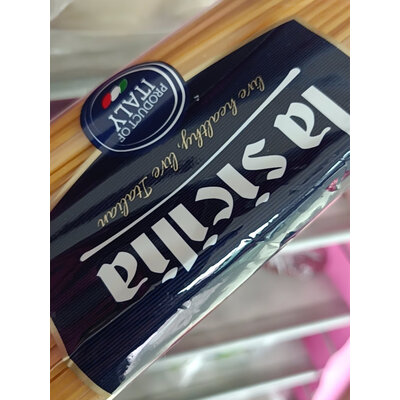 PRODUCT OF
ITALY
la sicilia
live healthy, live Italian